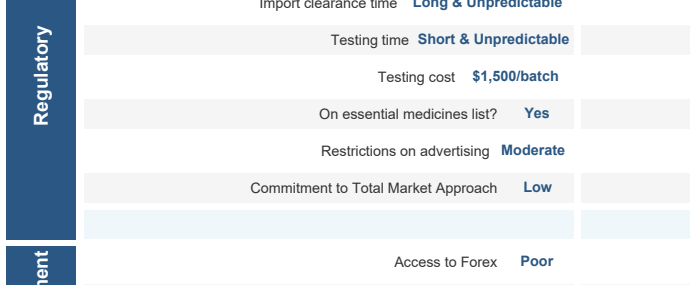 Import clearance time Long & Unpredictable
Testing time Short & Unpredictable
Testing cost $1,500/batch
On essential medicines list? Yes
Restrictions on advertising Moderate
Commitment to Total Market Approach Low
Regulatory
Access to Forex Poor